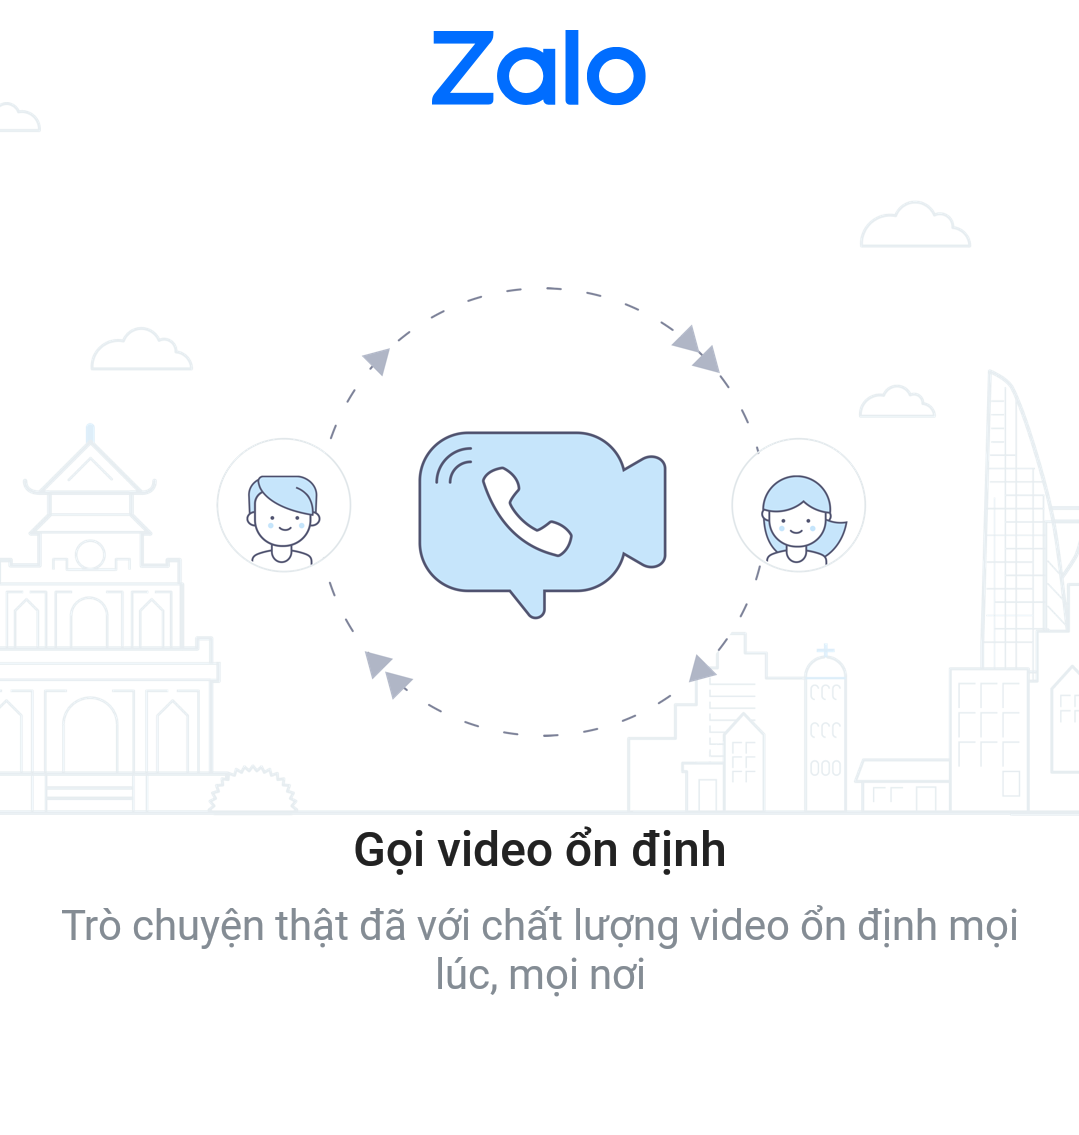 Zalo
Gọi video ổn định
Trò chuyện thật đã với chất lượng video ổn định mọi
lúc, mọi nơi